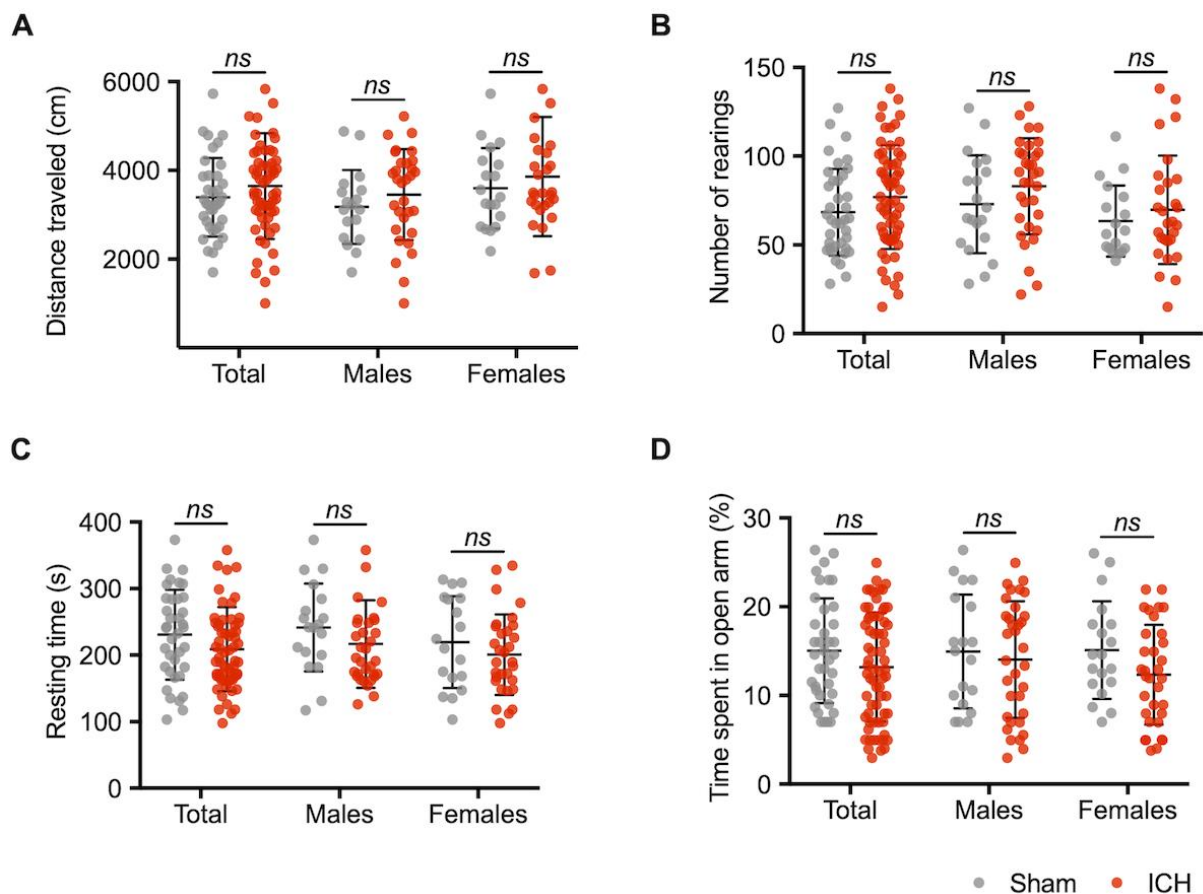 A
Distance traveled (cm)
6000
4000
2000
ns
ns
ns
Total
Males
Females
B
Number of rearings
150
100
50
0
ns
ns
ns
Total
Males
Females
C
Resting time (s)
400
300
200
100
0
ns
ns
ns
Total
Males
Females
D
Time spent in open arm (%)
30
20
10
0
ns
ns
ns
Total
Males
Females
Sham
ICH